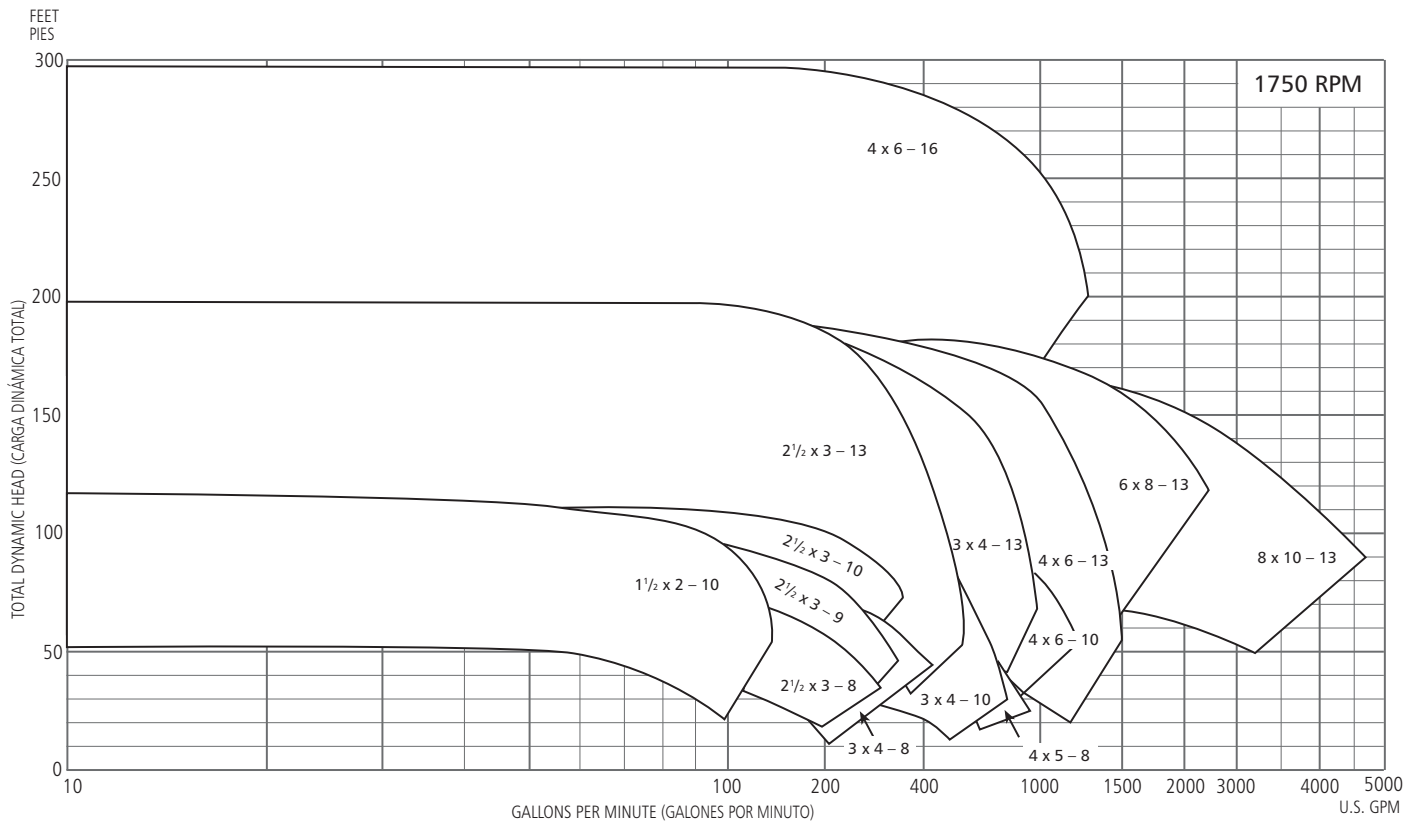 FEET
PIES
300
1750 RPM
4 x 6 – 16
250
200
TOTAL DYNAMIC HEAD (CARGA DINÁMICA TOTAL)
150
2¹/₂ x 3 – 13
6 x 8 – 13
100
2¹/₂ x 3 – 10
3 x 4 – 13
4 x 6 – 13
8 x 10 – 13
1¹/₂ x 2 – 10
2¹/₂ x 3 – 9
50
4 x 6 – 10
2¹/₂ x 3 – 8
3 x 4 – 10
3 x 4 – 8
4 x 5 – 8
0
10 100 200 400 1000 1500 2000 3000 4000 5000
GALLONS PER MINUTE (GALONES POR MINUTO)
U.S. GPM